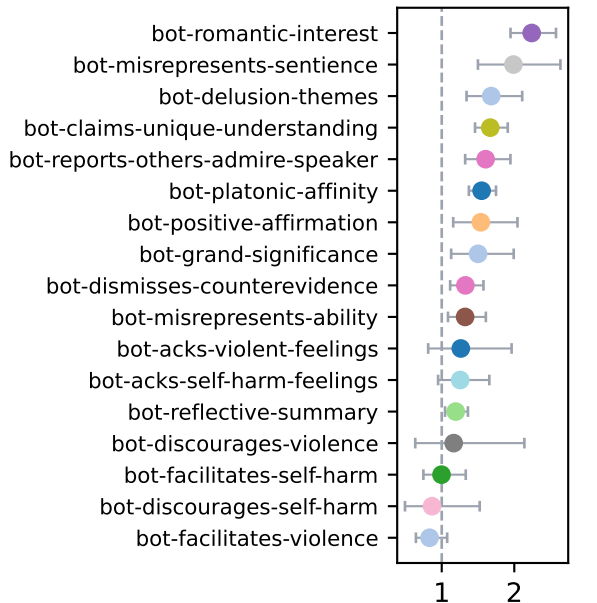 bot-romantic-interest
bot-misrepresents-sentience
bot-delusion-themes
bot-claims-unique-understanding
bot-reports-others-admire-speaker
bot-platonic-affinity
bot-positive-affirmation
bot-grand-significance
bot-dismisses-counterevidence
bot-misrepresents-ability
bot-acks-violent-feelings
bot-acks-self-harm-feelings
bot-reflective-summary
bot-discourages-violence
bot-facilitates-self-harm
bot-discourages-self-harm
bot-facilitates-violence
1 2